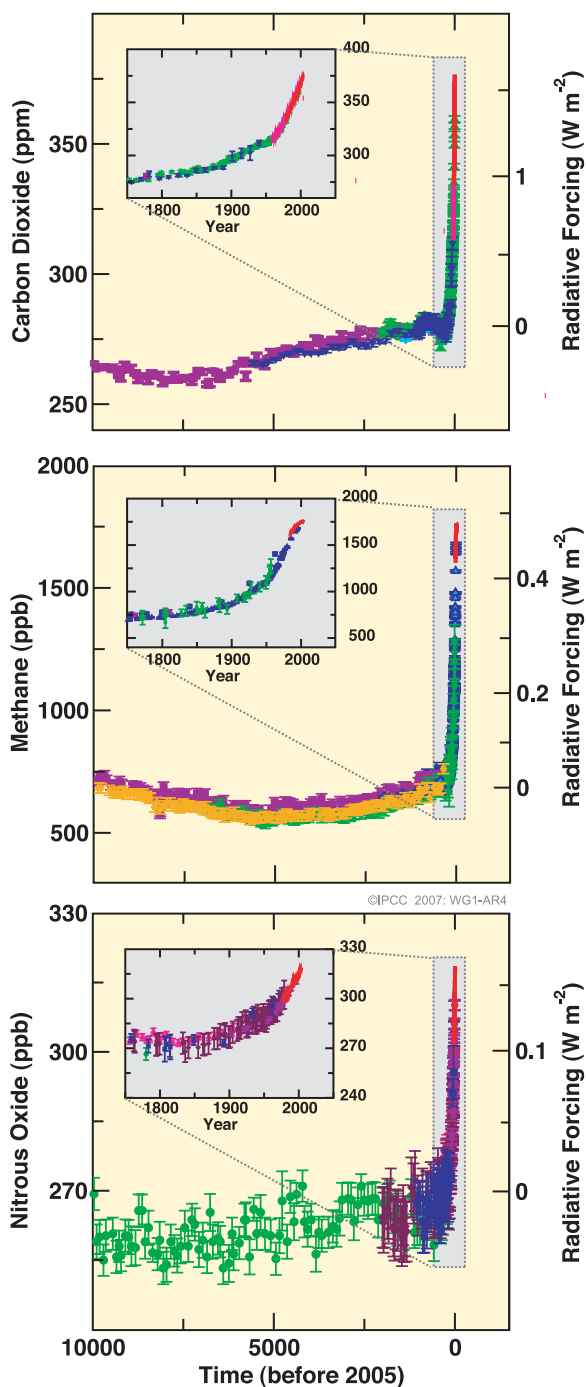 Carbon Dioxide (ppm)
350
300
250
400
350
300
1800 1900 2000
Year
1
0
Radiative Forcing (W m-2)
Methane (ppb)
2000
1500
1000
500
2000
1500
1000
500
1800 1900 2000
Year
0.4
0.2
0
Radiative Forcing (W m-2)
©IPCC 2007: WG1-AR4
Nitrous Oxide (ppb)
330
300
270
330
300
270
240
1800 1900 2000
Year
0.1
0
Radiative Forcing (W m-2)
10000 5000 0
Time (before 2005)